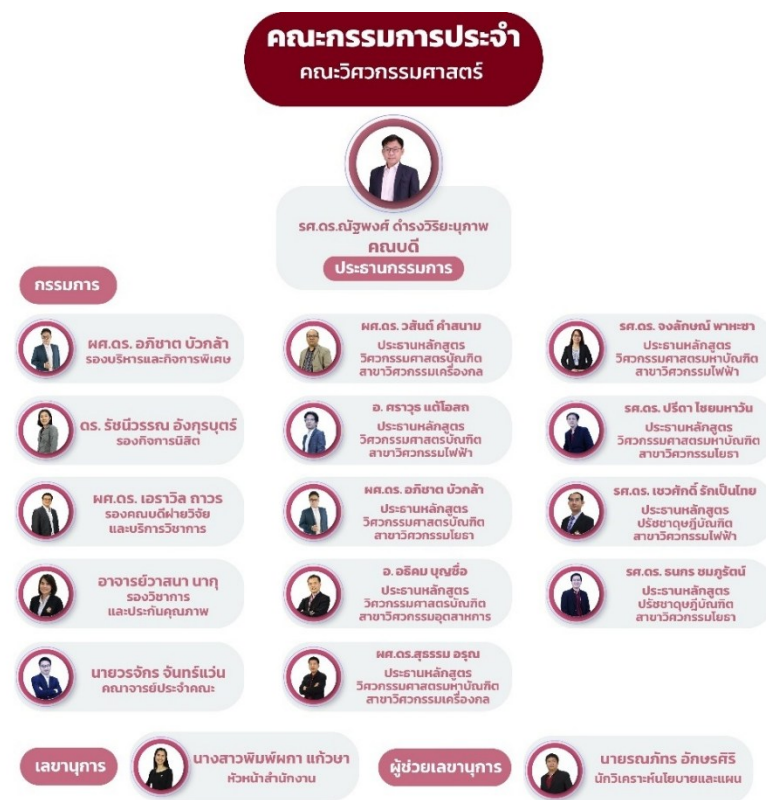 คณะกรรมการประจำ
คณะวิศวกรรมศาสตร์
รศ.ดร.ณัฐพงศ์ ดำรงวิริยะนุภาพ
คณบดี
ประธานกรรมการ
กรรมการ
ผศ.ดร. อภิชาต บัวกล้า
รองบริหารและกิจการพิเศษ
ดร. รัชนีวรรณ อังกุรบุตร์
รองกิจการนิสิต
ผศ.ดร. เอราวิล ถาวร
รองคณบดีฝ่ายวิจัย
และบริการวิชาการ
อาจารย์วาสนา นากุ
รองวิชาการ
และประกันคุณภาพ
นายวรจักร จันทร์แว่น
คณาจารย์ประจำคณะ
ผศ.ดร. วสันต์ คำสนาม
ประธานหลักสูตร
วิศวกรรมศาสตรบัณฑิต
สาขาวิศวกรรมเครื่องกล
อ. ศราวุธ แต้โอสถ
ประธานหลักสูตร
วิศวกรรมศาสตรบัณฑิต
สาขาวิศวกรรมไฟฟ้า
ผศ.ดร. อภิชาต บัวกล้า
ประธานหลักสูตร
วิศวกรรมศาสตรบัณฑิต
สาขาวิศวกรรมโยธา
อ. อธิคม บุญซื่อ
ประธานหลักสูตร
วิศวกรรมศาสตรบัณฑิต
สาขาวิศวกรรมอุตสาหการ
ผศ.ดร.สุธรรม อรุณ
ประธานหลักสูตร
วิศวกรรมศาสตรมหาบัณฑิต
สาขาวิศวกรรมเครื่องกล
รศ.ดร. จงลักษณ์ พาหะซา
ประธานหลักสูตร
วิศวกรรมศาสตรมหาบัณฑิต
สาขาวิศวกรรมไฟฟ้า
รศ.ดร. ปรีดา ไชยมหาวัน
ประธานหลักสูตร
วิศวกรรมศาสตรมหาบัณฑิต
สาขาวิศวกรรมโยธา
รศ.ดร. เชวศักดิ์ รักเป็นไทย
ประธานหลักสูตร
ปรัชชาดุษฎีบัณฑิต
สาขาวิศวกรรมไฟฟ้า
รศ.ดร. ธนกร ชมภูรัตน์
ประธานหลักสูตร
ปรัชชาดุษฎีบัณฑิต
สาขาวิศวกรรมโยธา
เลขานุการ
นางสาวพิมพ์ผกา แก้วษา
หัวหน้าสำนักงาน
ผู้ช่วยเลขานุการ
นายรณภัทร อักษรศิริ
นักวิเคราะห์นโยบายและแผน